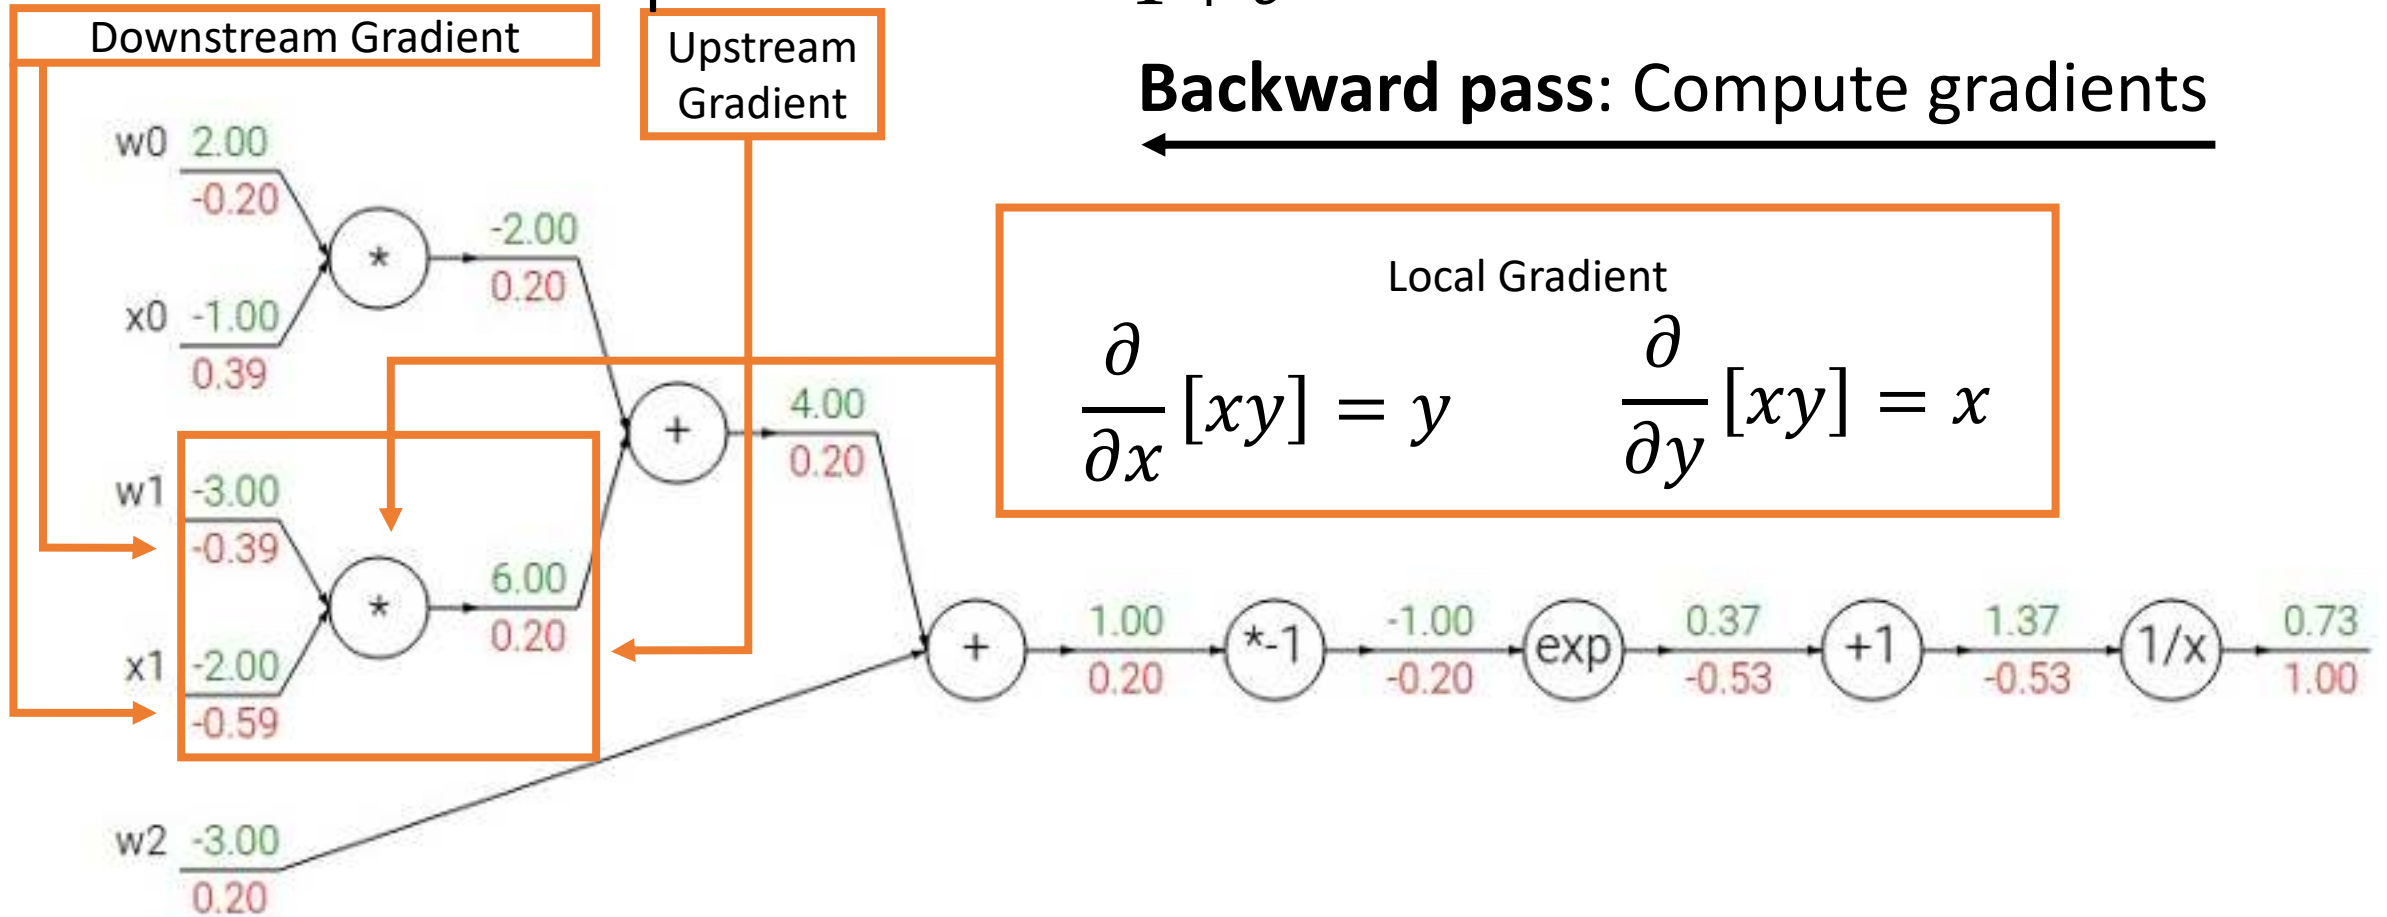 Downstream Gradient
Upstream
Gradient
Backward pass: Compute gradients
w0 2.00
-0.20
*
-2.00
0.20
x0 -1.00
0.39
Local Gradient
∂/∂x [xy] = y
∂/∂y [xy] = x
+
4.00
0.20
w1 -3.00
-0.39
*
6.00
0.20
x1 -2.00
-0.59
+
1.00
0.20
*-1
-1.00
-0.20
exp
0.37
-0.53
+1
1.37
-0.53
1/x
0.73
1.00
w2 -3.00
0.20